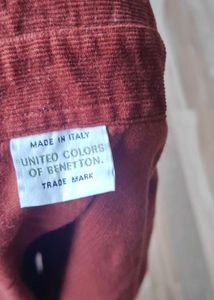 MADE IN ITALY
UNITED COLORS
OF BENETTON.
TRADE MARK